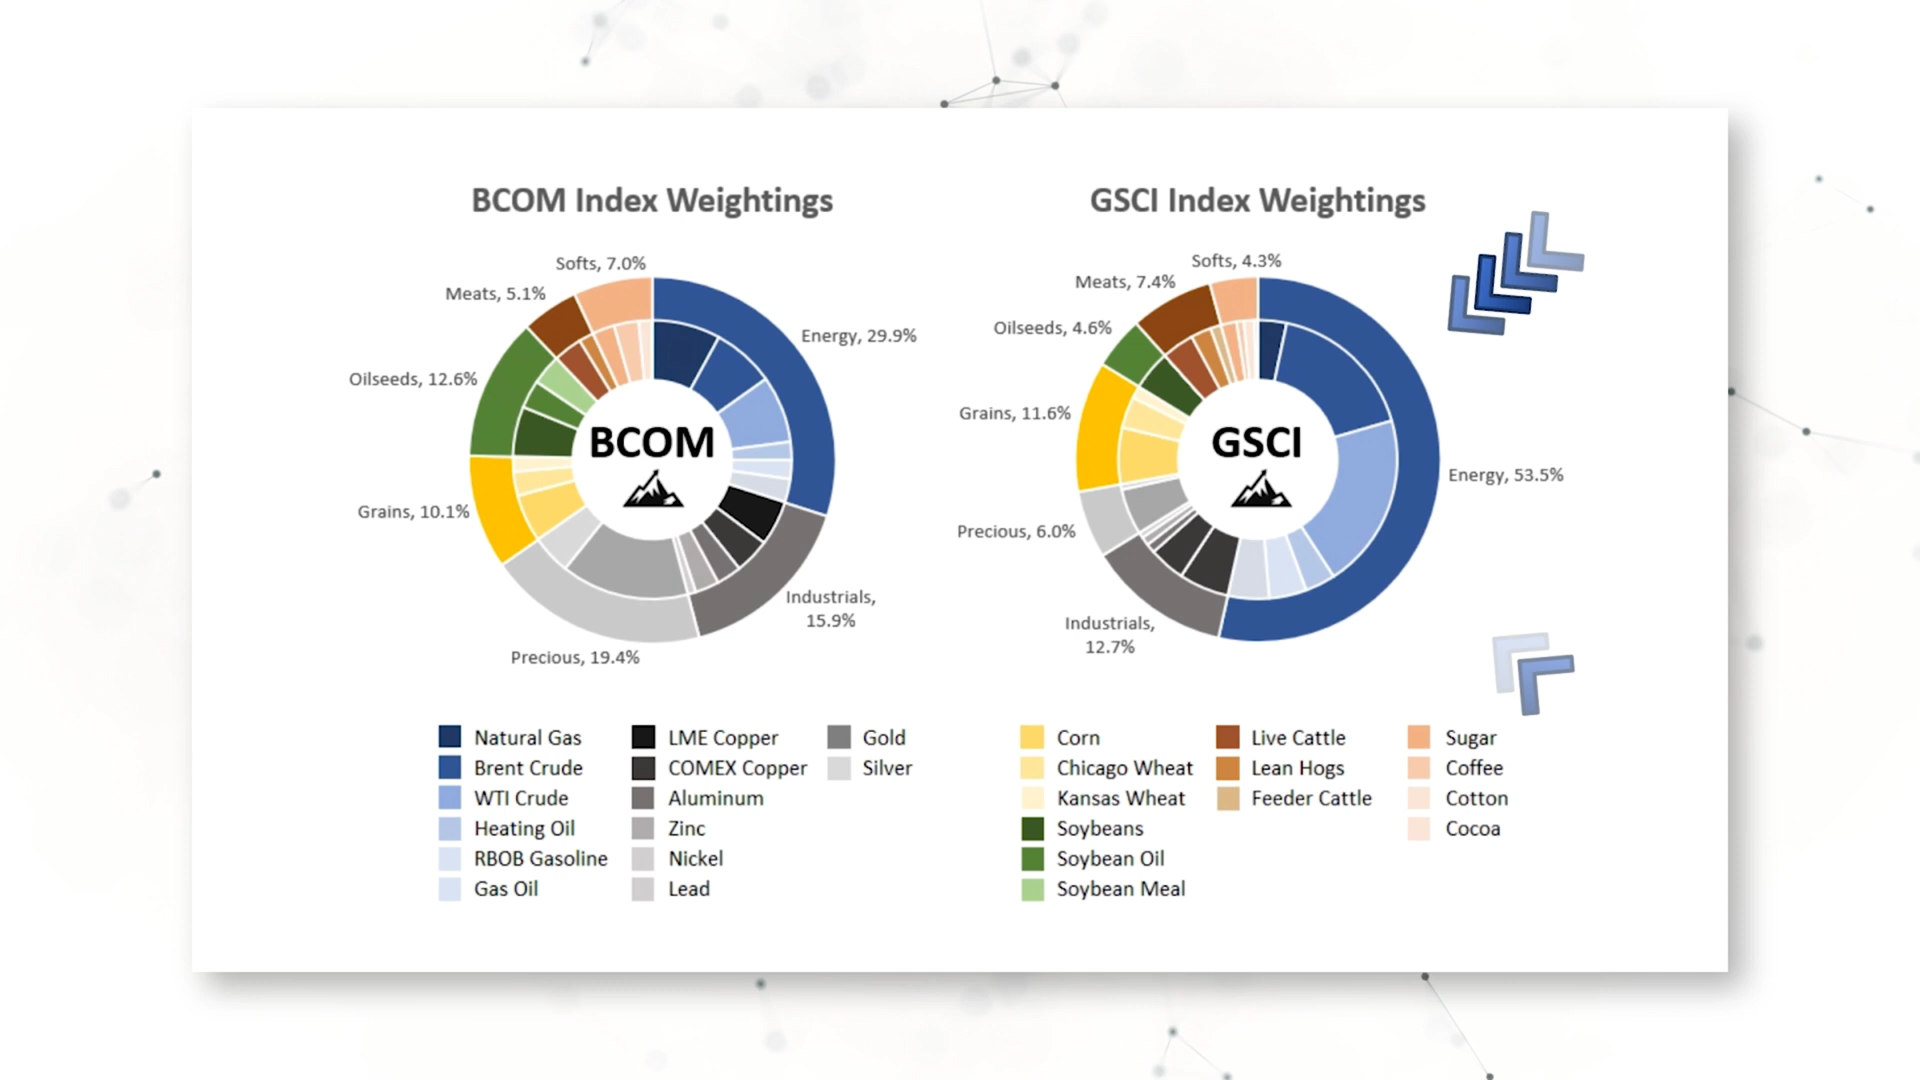 BCOM Index Weightings
Softs, 7.0%
Meats, 5.1%
Energy, 29.9%
Oilseeds, 12.6%
BCOM
Grains, 10.1%
Industrials,
15.9%
Precious, 19.4%
GSCI Index Weightings
Softs, 4.3%
Meats, 7.4%
Oilseeds, 4.6%
Grains, 11.6%
GSCI
Energy, 53.5%
Precious, 6.0%
Industrials,
12.7%
Natural Gas
Brent Crude
WTI Crude
Heating Oil
RBOB Gasoline
Gas Oil
LME Copper
COMEX Copper
Aluminum
Zinc
Nickel
Lead
Gold
Silver
Corn
Chicago Wheat
Kansas Wheat
Soybeans
Soybean Oil
Soybean Meal
Live Cattle
Lean Hogs
Feeder Cattle
Sugar
Coffee
Cotton
Cocoa